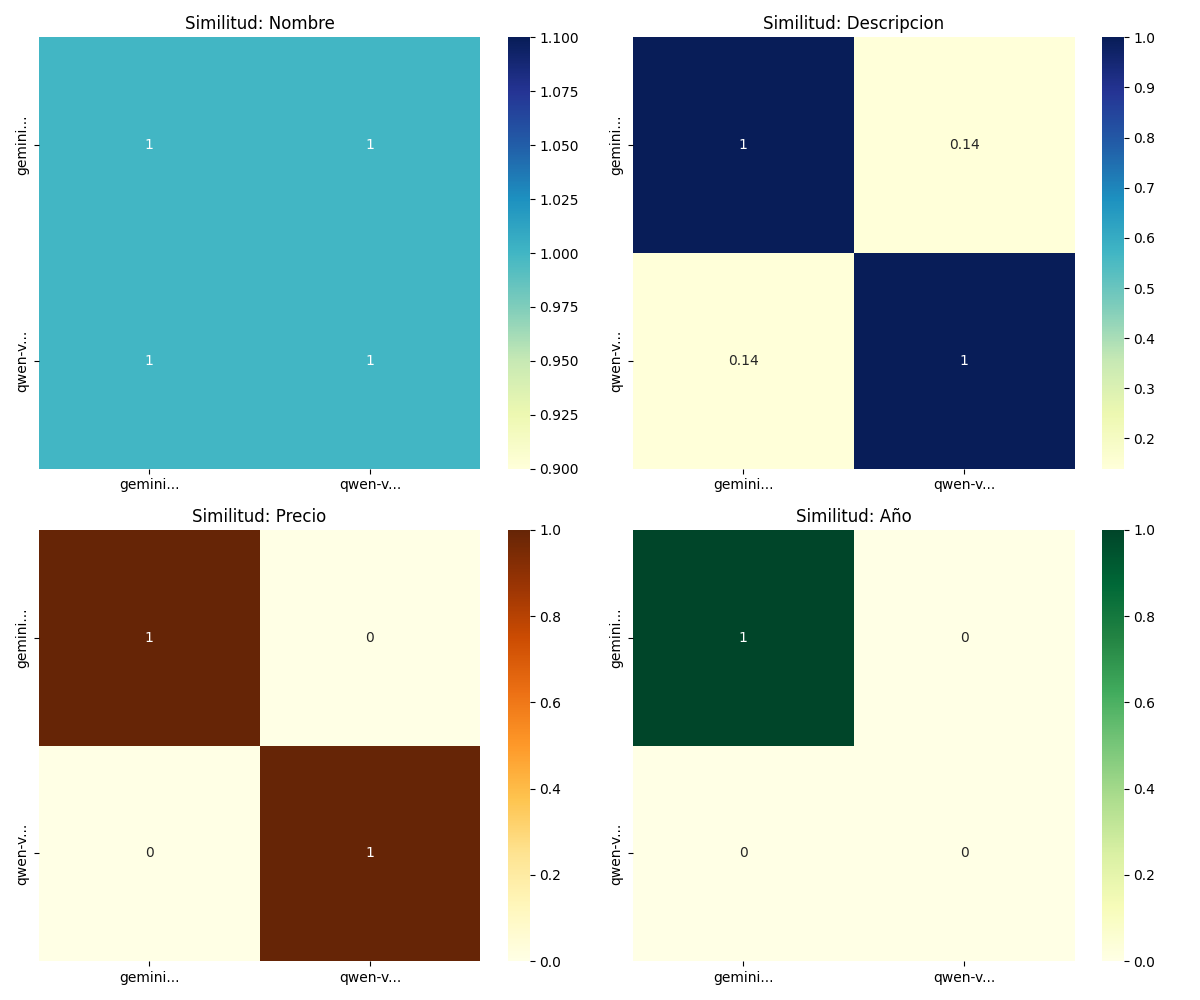 Similitud: Nombre
gemini...
qwen-v...
1 1
1 1
gemini... qwen-v...
1.100
1.075
1.050
1.025
1.000
0.975
0.950
0.925
0.900
Similitud: Descripcion
gemini...
qwen-v...
1 0.14
0.14 1
gemini... qwen-v...
1.0
0.9
0.8
0.7
0.6
0.5
0.4
0.3
0.2
Similitud: Precio
gemini...
qwen-v...
1 0
0 1
gemini... qwen-v...
1.0
0.8
0.6
0.4
0.2
0.0
Similitud: Año
gemini...
qwen-v...
1 0
0 0
gemini... qwen-v...
1.0
0.8
0.6
0.4
0.2
0.0